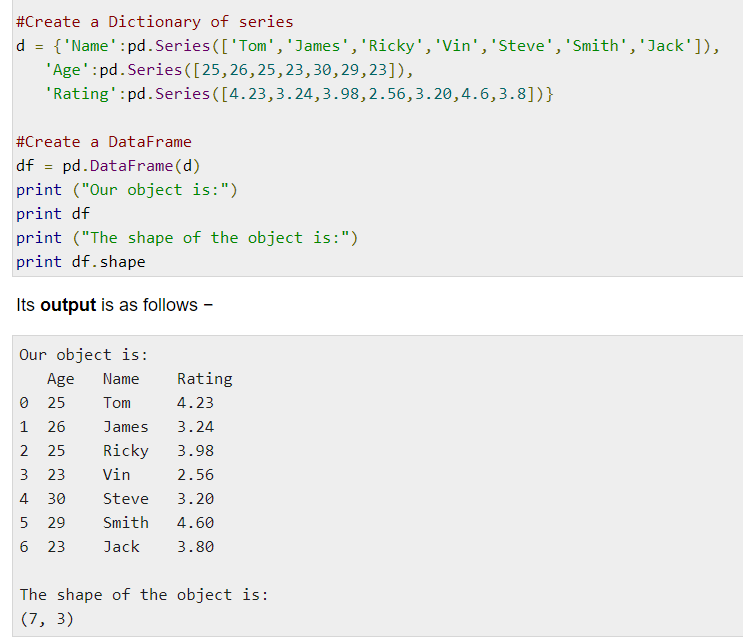 #Create a Dictionary of series
d = {'Name':pd.Series(['Tom','James','Ricky','Vin','Steve','Smith','Jack']),
   'Age':pd.Series([25,26,25,23,30,29,23]),
   'Rating':pd.Series([4.23,3.24,3.98,2.56,3.20,4.6,3.8])}

#Create a DataFrame
df = pd.DataFrame(d)
print ("Our object is:")
print df
print ("The shape of the object is:")
print df.shape

Its output is as follows −

Our object is:
   Age   Name    Rating
0  25    Tom     4.23
1  26    James   3.24
2  25    Ricky   3.98
3  23    Vin     2.56
4  30    Steve   3.20
5  29    Smith   4.60
6  23    Jack    3.80

The shape of the object is:
(7, 3)